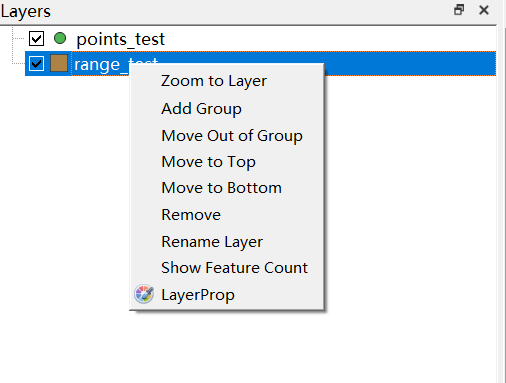 Layers
points_test
range_test
Zoom to Layer
Add Group
Move Out of Group
Move to Top
Move to Bottom
Remove
Rename Layer
Show Feature Count
LayerProp